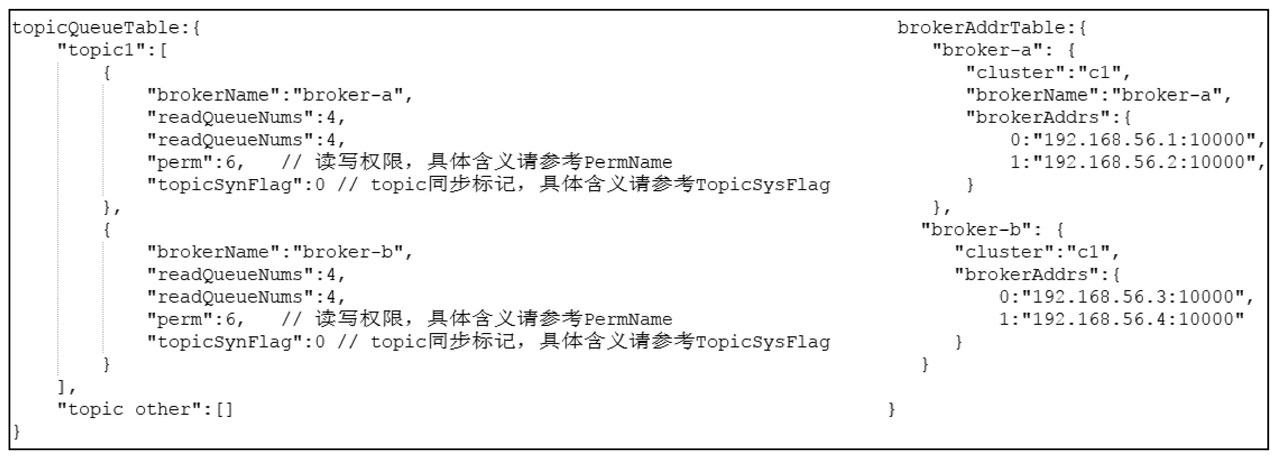 topicQueueTable:{
    "topic1":[
        {
            "brokerName":"broker-a",
            "readQueueNums":4,
            "readQueueNums":4,
            "perm":6,   // 读写权限，具体含义请参考PermName
            "topicSynFlag":0 // topic同步标记，具体含义请参考TopicSysFlag
        },
        {
            "brokerName":"broker-b",
            "readQueueNums":4,
            "readQueueNums":4,
            "perm":6,   // 读写权限，具体含义请参考PermName
            "topicSynFlag":0 // topic同步标记，具体含义请参考TopicSysFlag
        }
    ],
    "topic other":[]
}
brokerAddrTable:{
   "broker-a": {
      "cluster":"c1",
      "brokerName":"broker-a",
      "brokerAddrs":{
          0:"192.168.56.1:10000",
          1:"192.168.56.2:10000",
      }
   },
  "broker-b": {
     "cluster":"c1",
     "brokerAddrs":{
         0:"192.168.56.3:10000",
         1:"192.168.56.4:10000"
     }
  }
}